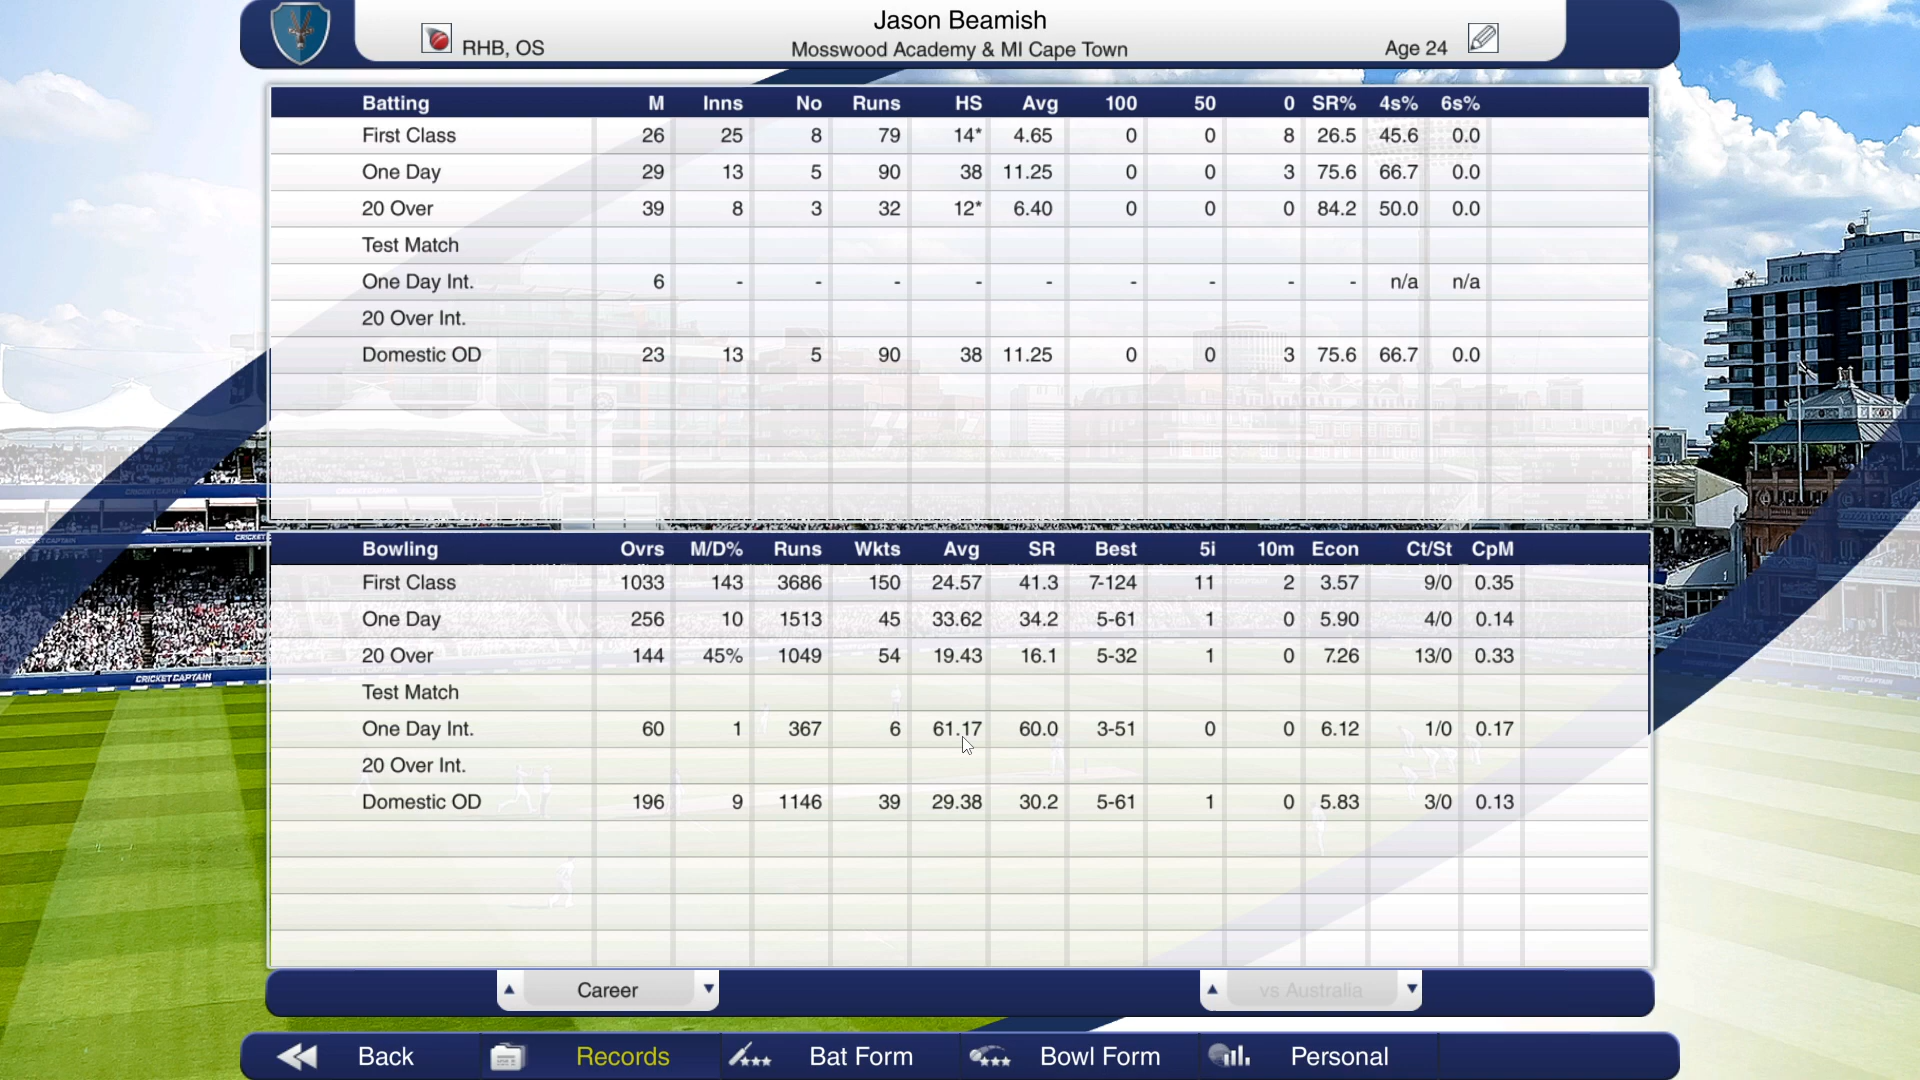 Jason Beamish
RHB, OS
Mosswood Academy & MI Cape Town
Age 24
Batting M Inns No Runs HS Avg 100 50 0 SR% 4s% 6s%
First Class 26 25 8 79 14* 4.65 0 0 8 26.5 45.6 0.0
One Day 29 13 5 90 38 11.25 0 0 3 75.6 66.7 0.0
20 Over 39 8 3 32 12* 6.40 0 0 0 84.2 50.0 0.0
Test Match
One Day Int. 6 - - - - - - - - - n/a n/a
20 Over Int.
Domestic OD 23 13 5 90 38 11.25 0 0 3 75.6 66.7 0.0
Bowling Ovrs M/D% Runs Wkts Avg SR Best 5i 10m Econ Ct/St CpM
First Class 1033 143 3686 150 24.57 41.3 7-124 11 2 3.57 9/0 0.35
One Day 256 10 1513 45 33.62 34.2 5-61 1 0 5.90 4/0 0.14
20 Over 144 45% 1049 54 19.43 16.1 5-32 1 0 7.26 13/0 0.33
Test Match
One Day Int. 60 1 367 6 61.17 60.0 3-51 0 0 6.12 1/0 0.17
20 Over Int.
Domestic OD 196 9 1146 39 29.38 30.2 5-61 1 0 5.83 3/0 0.13
CRICKET CAPTAIN
Career
vs Australia
Back Records Bat Form Bowl Form Personal